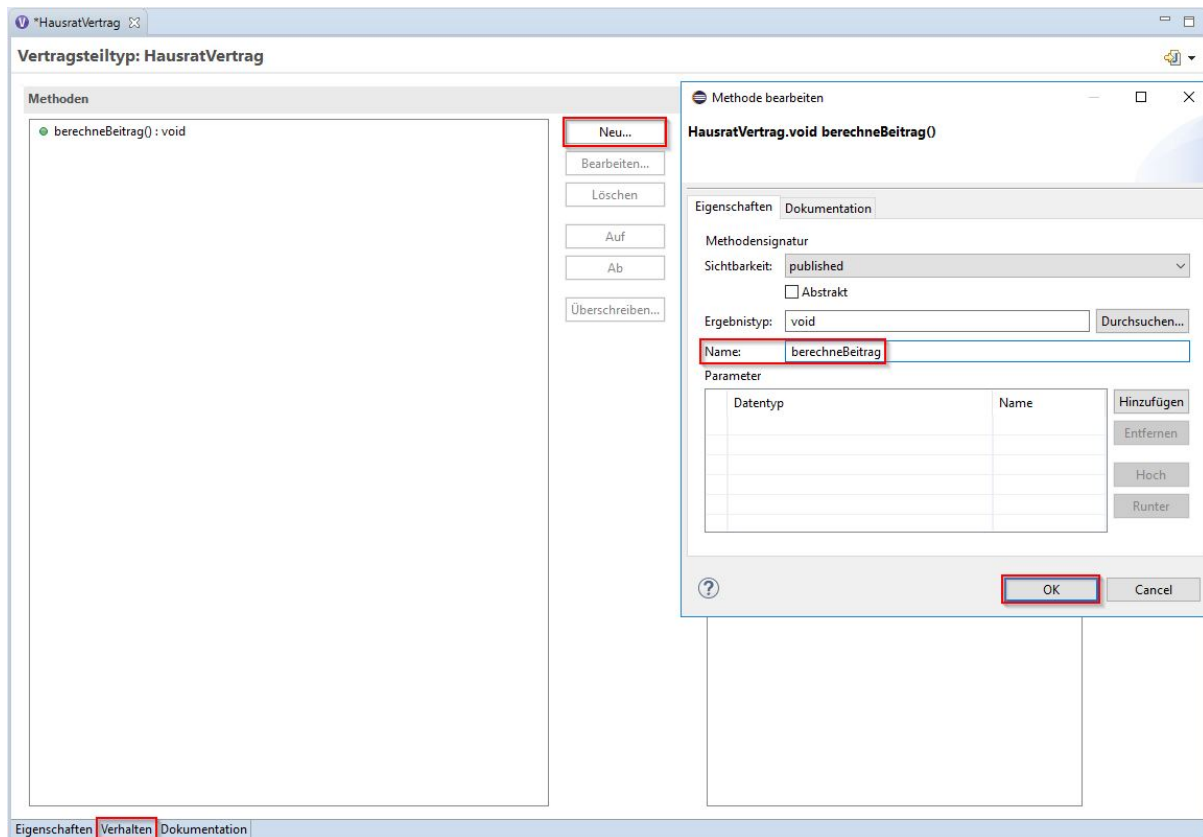 *HausratVertrag
Vertragsteiltyp: HausratVertrag
Methoden
berechneBeitrag() : void
Neu...
Bearbeiten...
Löschen
Auf
Ab
Überschreiben...
Methode bearbeiten
HausratVertrag.void berechneBeitrag()
Eigenschaften Dokumentation
Methodensignatur
Sichtbarkeit: published
Abstrakt
Ergebnistyp: void Durchsuchen...
Name: berechneBeitrag
Parameter
Datentyp Name Hinzufügen
Entfernen
Hoch
Runter
OK Cancel
Eigenschaften Verhalten Dokumentation